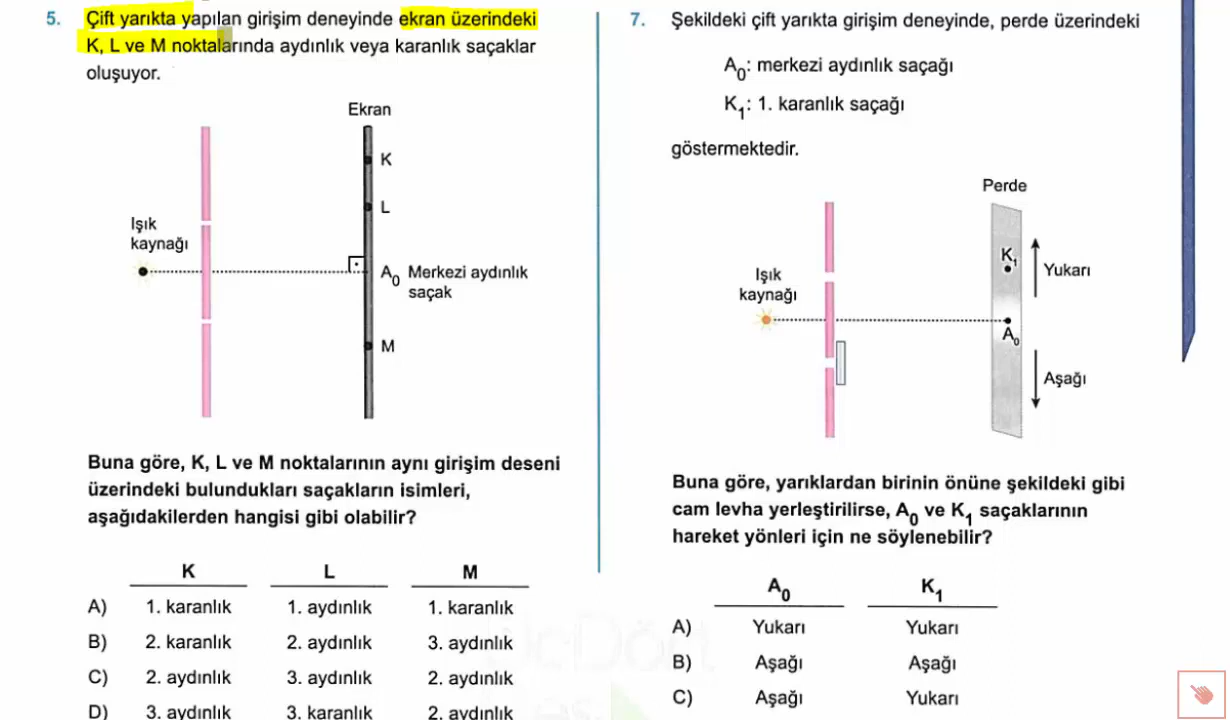 5. Çift yarıkta yapılan girişim deneyinde ekran üzerindeki
K, L ve M noktalarında aydınlık veya karanlık saçaklar
oluşuyor.
Ekran
K
L
Işık
kaynağı
A0 Merkezi aydınlık
saçak
M
Buna göre, K, L ve M noktalarının aynı girişim deseni
üzerindeki bulundukları saçakların isimleri,
aşağıdakilerden hangisi gibi olabilir?
K L M
A) 1. karanlık 1. aydınlık 1. karanlık
B) 2. karanlık 2. aydınlık 3. aydınlık
C) 2. aydınlık 3. aydınlık 2. aydınlık
D) 3. aydınlık 3. karanlık 2. aydınlık
7. Şekildeki çift yarıkta girişim deneyinde, perde üzerindeki
A0: merkezi aydınlık saçağı
K1: 1. karanlık saçağı
göstermektedir.
Perde
K1
Yukarı
Işık
kaynağı
A0
Aşağı
Buna göre, yarıklardan birinin önüne şekildeki gibi
cam levha yerleştirilirse, A0 ve K1 saçaklarının
hareket yönleri için ne söylenebilir?
A0 K1
A) Yukarı Yukarı
B) Aşağı Aşağı
C) Aşağı Yukarı